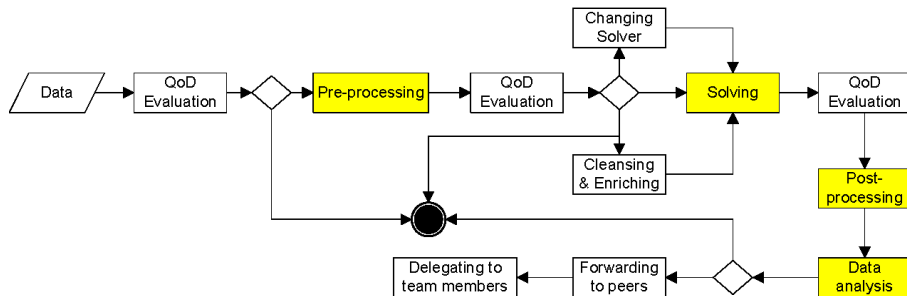 Changing
Solver
Data
QoD
Evaluation
Pre-processing
QoD
Evaluation
Solving
QoD
Evaluation
Cleansing
& Enriching
Post-
processing
Delegating to
team members
Forwarding
to peers
Data
analysis